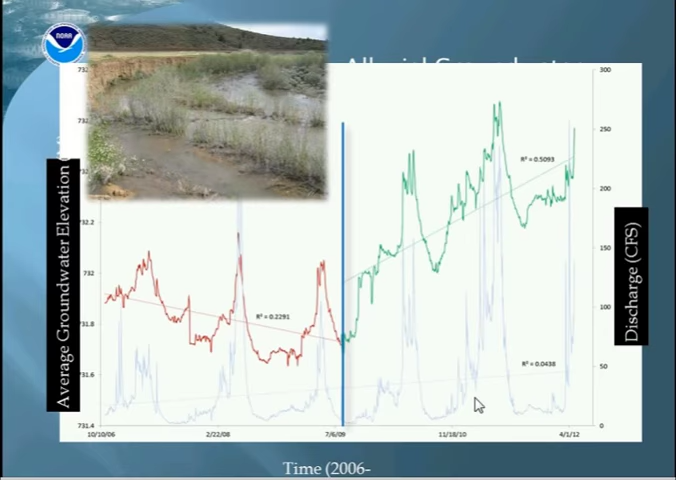 NOAA
300
250
R² = 0.5093
200
732.2
150
732
R² = 0.2291
100
731.8
R² = 0.0438
50
731.6
731.4
0
10/10/06
2/22/08
7/6/09
11/18/10
4/1/12
Average Groundwater Elevation
Discharge (CFS)
Time (2006-